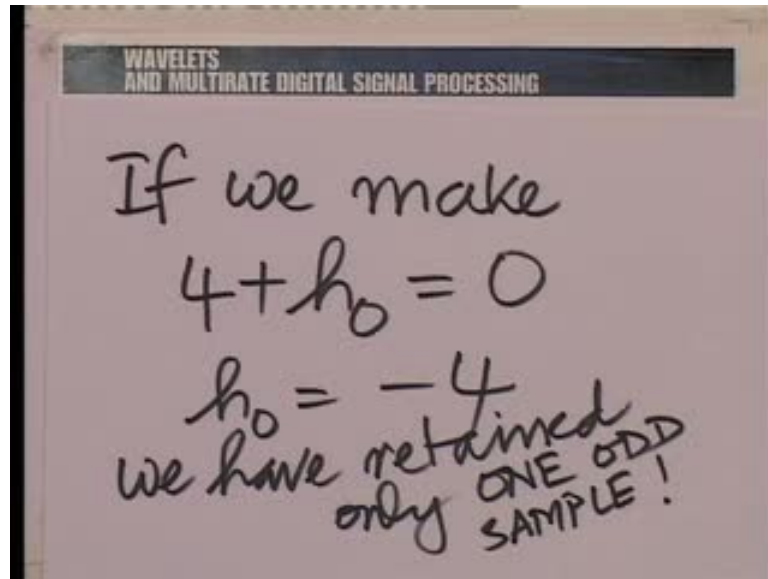 WAVELETS
AND MULTIRATE DIGITAL SIGNAL PROCESSING
If we make
4+h₀ = 0
h₀ = -4
we have retained
only ONE ODD
SAMPLE!